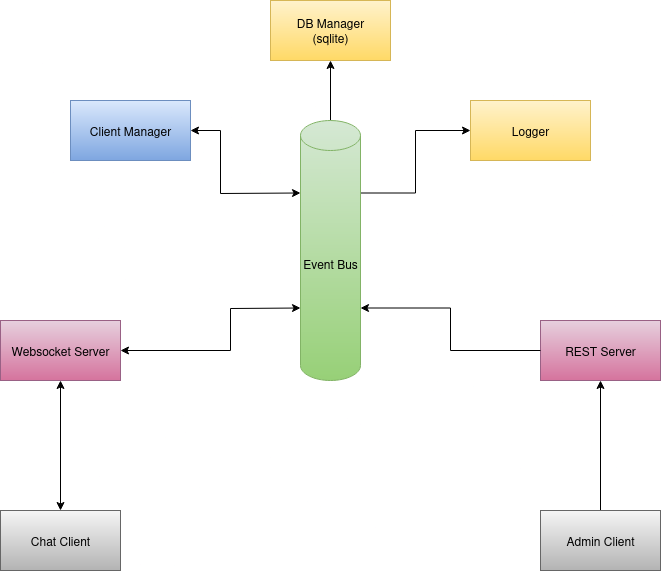 DB Manager
(sqlite)
Client Manager
Logger
Event Bus
Websocket Server
REST Server
Chat Client
Admin Client